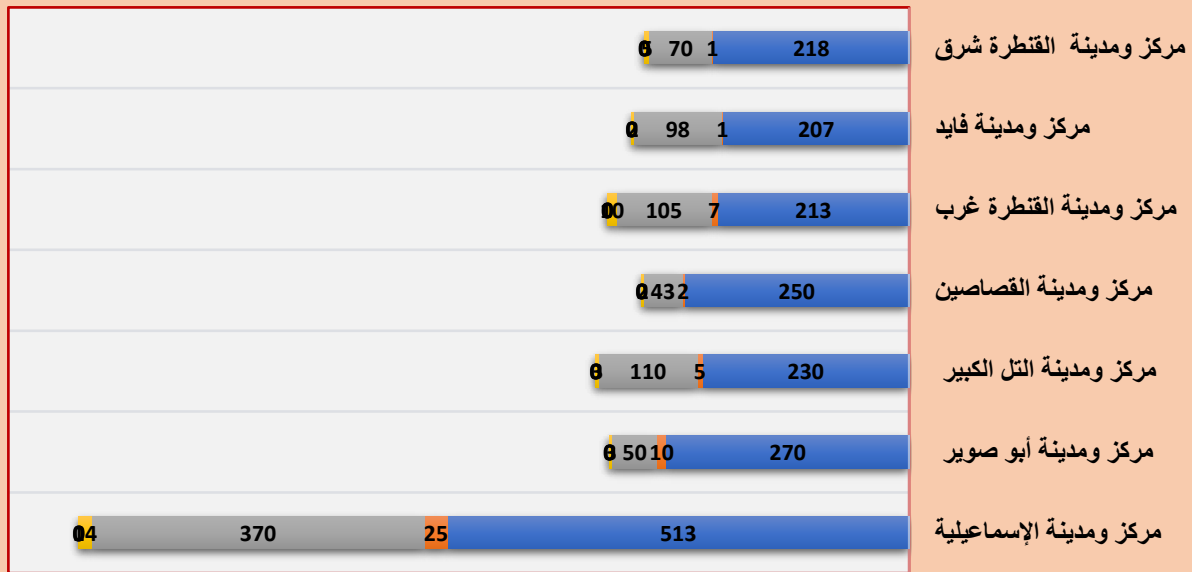 مركز ومدينة القنطرة شرق 218 1 70
مركز ومدينة فايد 207 1 98
مركز ومدينة القنطرة غرب 213 7 105
مركز ومدينة القصاصين 250 2 43
مركز ومدينة التل الكبير 230 5 110
مركز ومدينة أبو صوير 270 10 50
مركز ومدينة الإسماعيلية 513 25 370